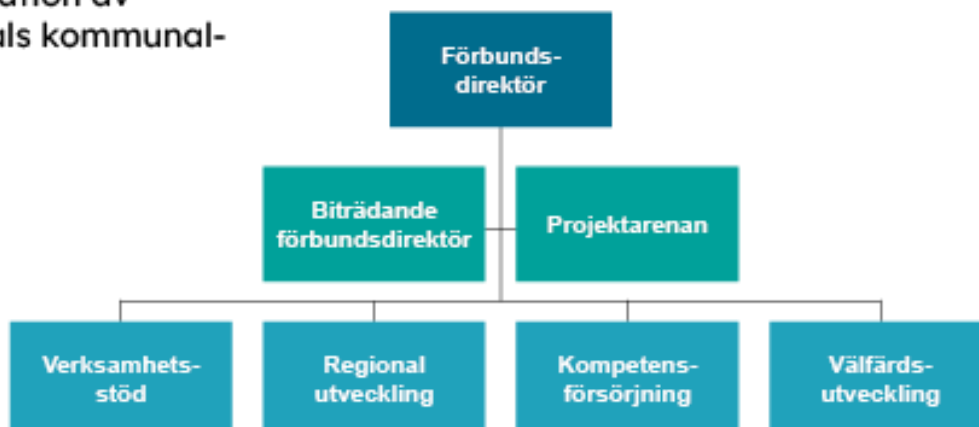 als kommunal-
Förbunds-
direktör
Biträdande
förbundsdirektör
Projektarenan
Verksamhets-
stöd
Regional
utveckling
Kompetens-
försörjning
Välfärds-
utveckling